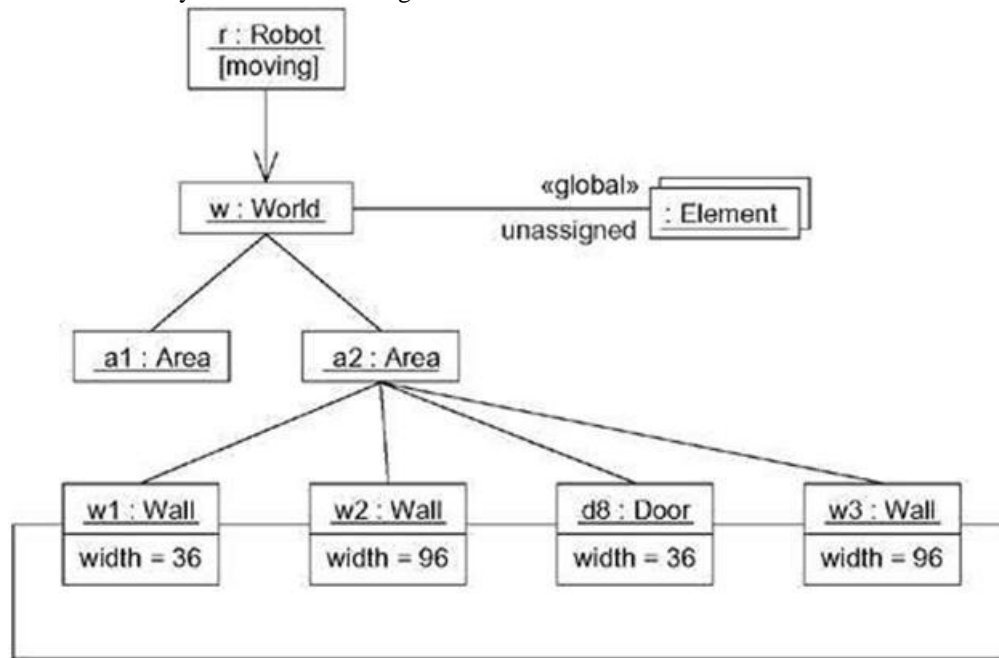 r : Robot
[moving]
«global»
w : World
: Element
unassigned
a1 : Area
a2 : Area
w1 : Wall
width = 36
w2 : Wall
width = 96
d8 : Door
width = 36
w3 : Wall
width = 96